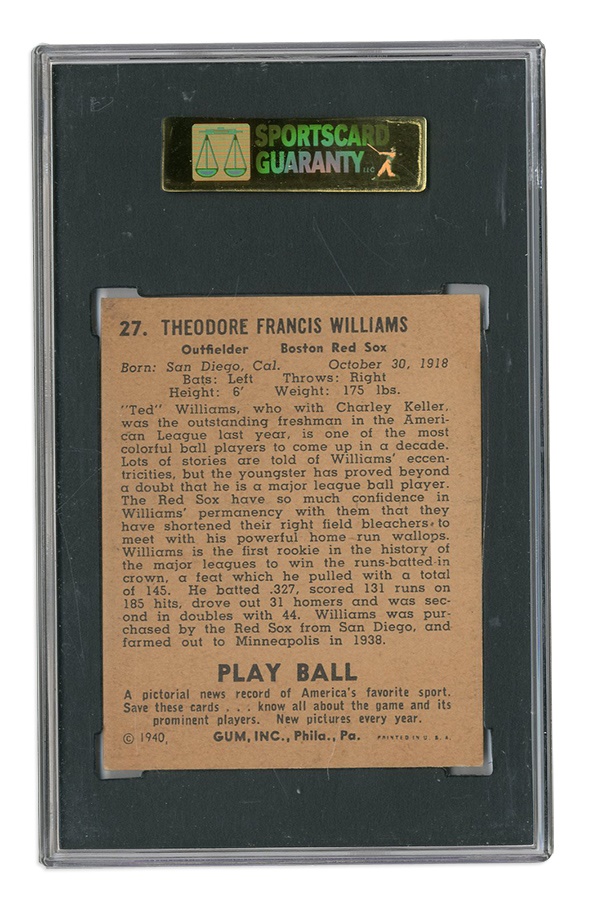 SPORTSCARD
GUARANTY LLC
27. THEODORE FRANCIS WILLIAMS
Outfielder Boston Red Sox
Born: San Diego, Cal. October 30, 1918
Bats: Left Throws: Right
Height: 6' Weight: 175 lbs.
"Ted" Williams, who with Charley Keller,
was the outstanding freshman in the Ameri-
can League last year, is one of the most
colorful ball players to come up in a decade.
Lots of stories are told of Williams' eccen-
tricities, but the youngster has proved beyond
a doubt that he is a major league ball player.
The Red Sox have so much confidence in
Williams' permanency with them that they
have shortened their right field bleachers to
meet with his powerful home run wallops.
Williams is the first rookie in the history of
the major leagues to win the runs-batted-in
crown, a feat which he pulled with a total
of 145. He batted .327, scored 131 runs on
185 hits, drove out 31 homers and was sec-
ond in doubles with 44. Williams was pur-
chased by the Red Sox from San Diego, and
farmed out to Minneapolis in 1938.
PLAY BALL
A pictorial news record of America's favorite sport.
Save these cards . . . know all about the game and its
prominent players. New pictures every year.
© 1940, GUM, INC., Phila., Pa. PRINTED IN U. S. A.